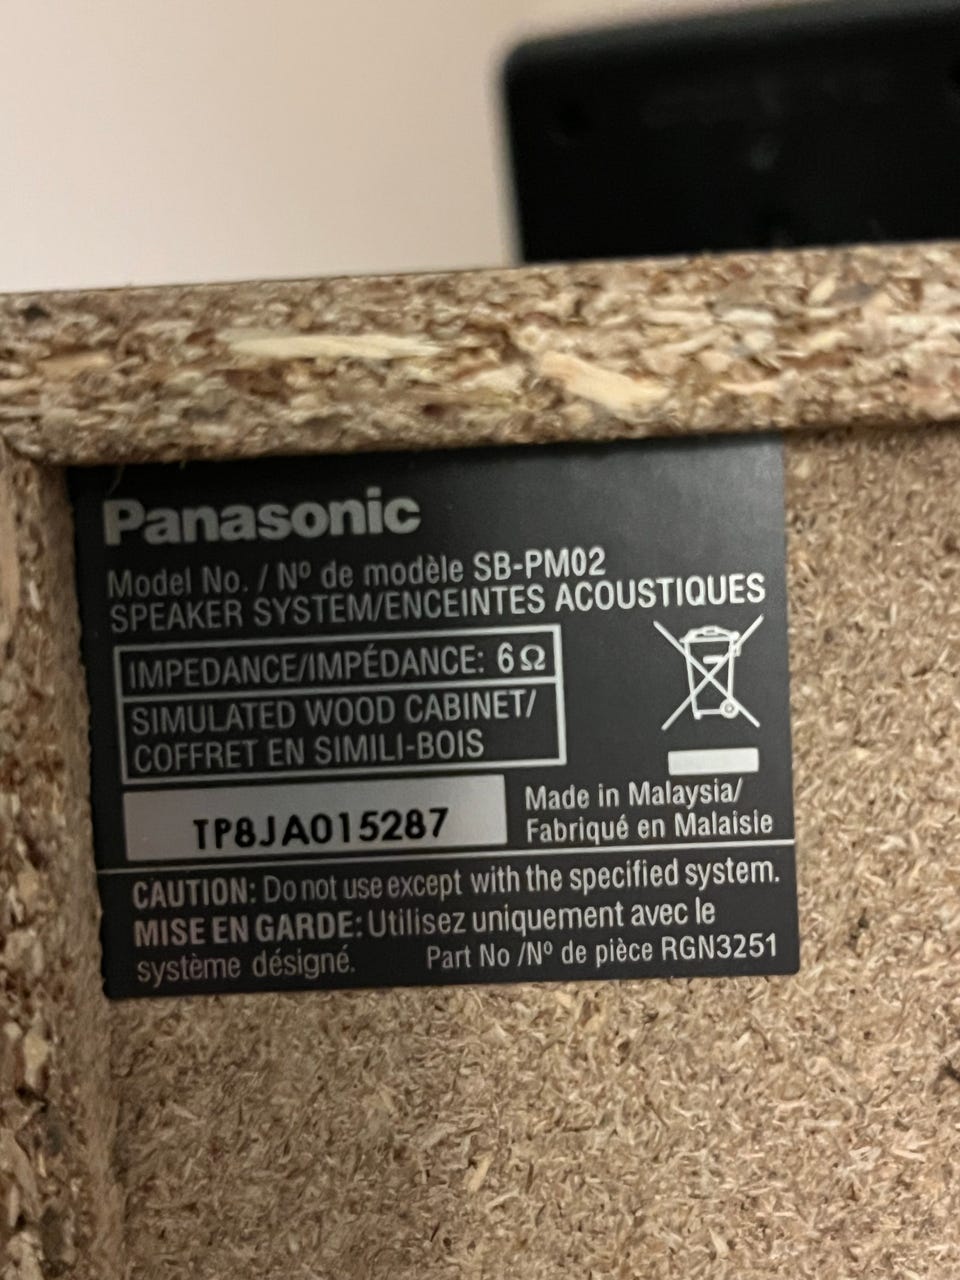 Panasonic
Model No. / Nº de modèle SB-PM02
SPEAKER SYSTEM/ENCEINTES ACOUSTIQUES
IMPEDANCE/IMPÉDANCE: 6Ω
SIMULATED WOOD CABINET/
COFFRET EN SIMILI-BOIS
TP8JA015287
Made in Malaysia/
Fabriqué en Malaisie
CAUTION: Do not use except with the specified system.
MISE EN GARDE: Utilisez uniquement avec le
système désigné. Part No /Nº de pièce RGN3251